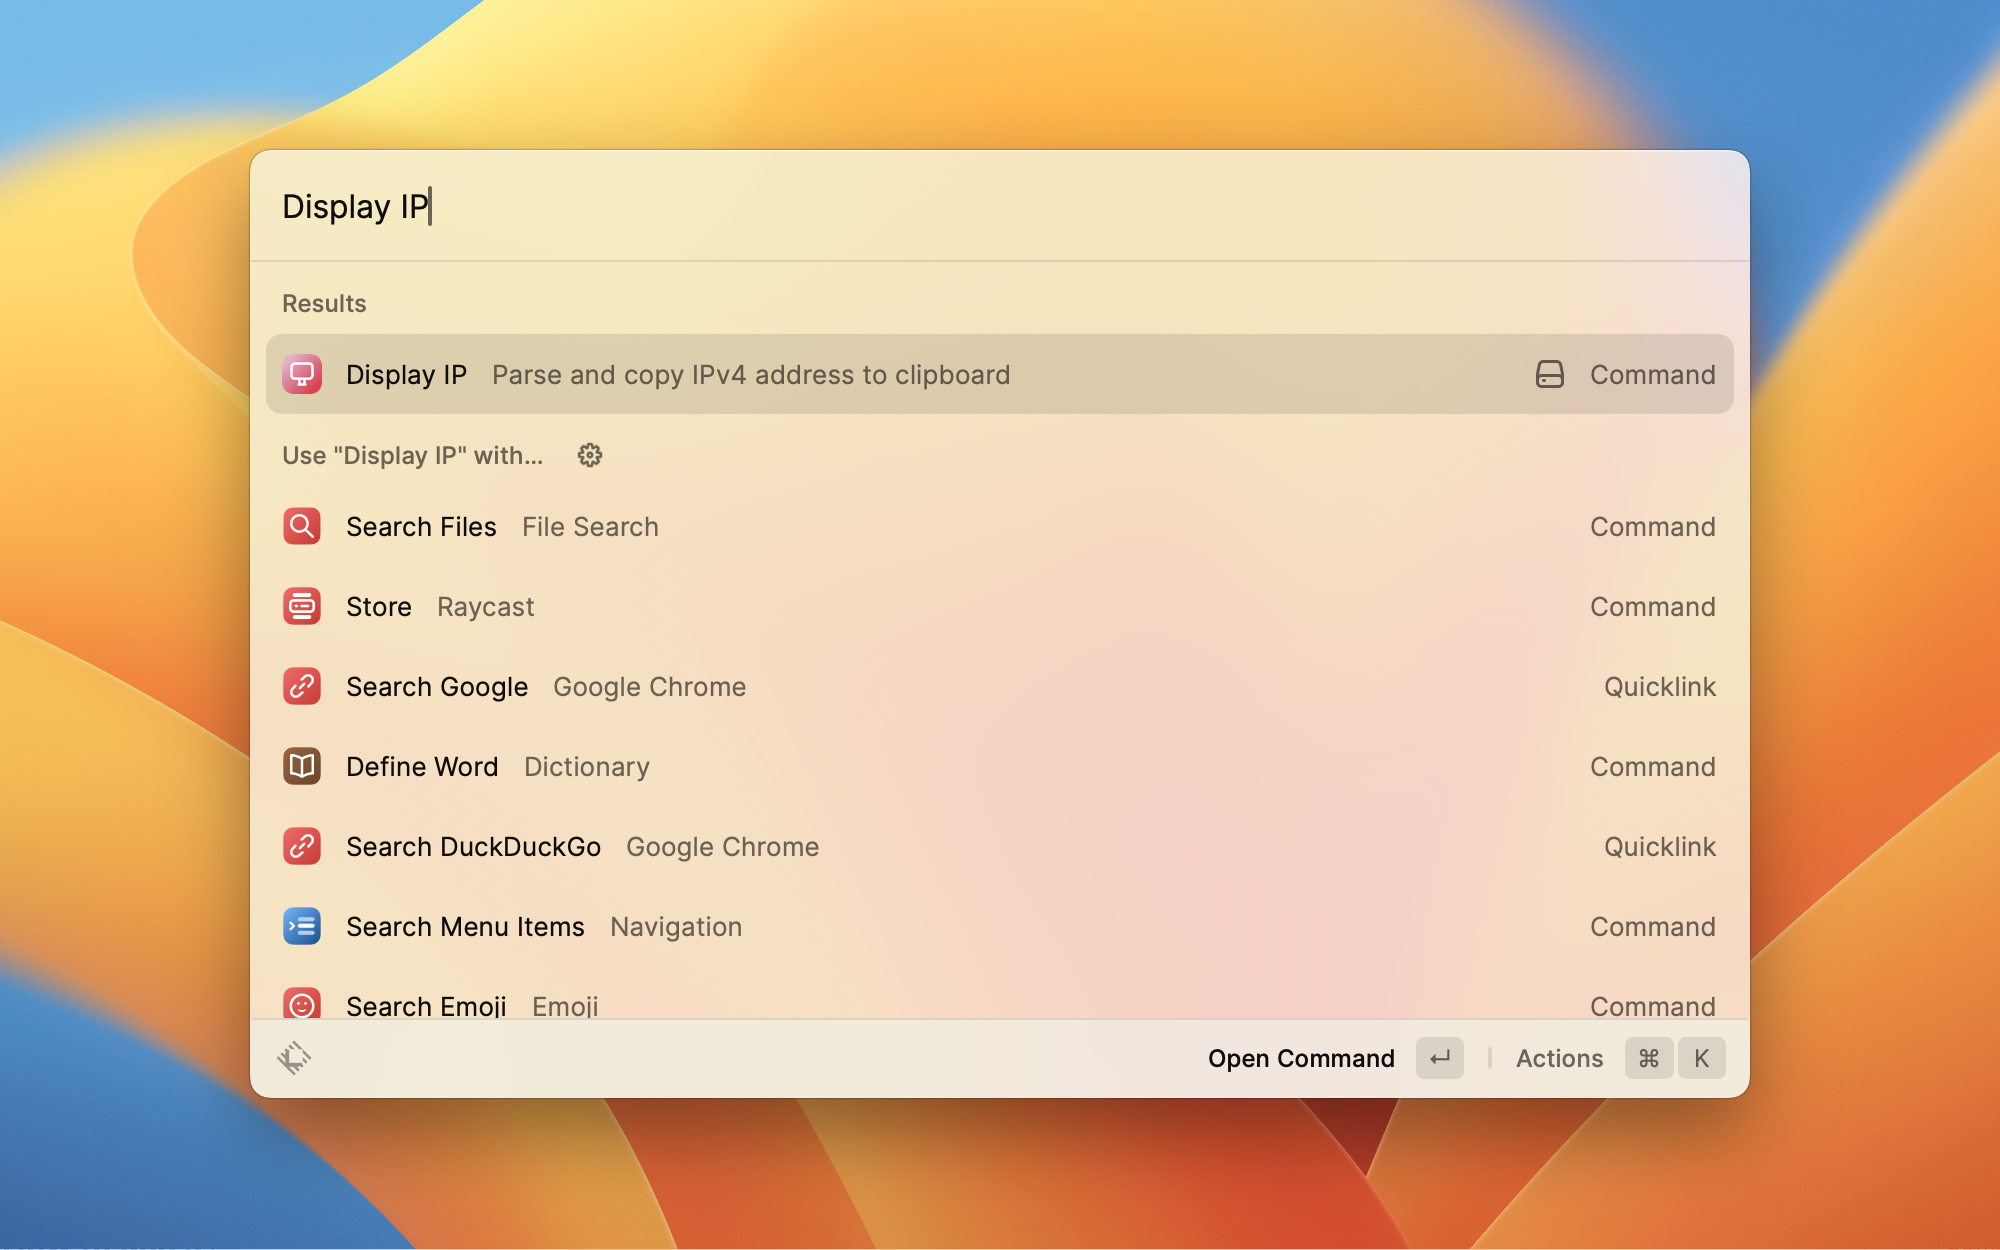 Display IP
Results
Display IP Parse and copy IPv4 address to clipboard Command
Use "Display IP" with...
Search Files File Search Command
Store Raycast Command
Search Google Google Chrome Quicklink
Define Word Dictionary Command
Search DuckDuckGo Google Chrome Quicklink
Search Menu Items Navigation Command
Search Emoji Emoji Command
Open Command ↵ Actions ⌘ K